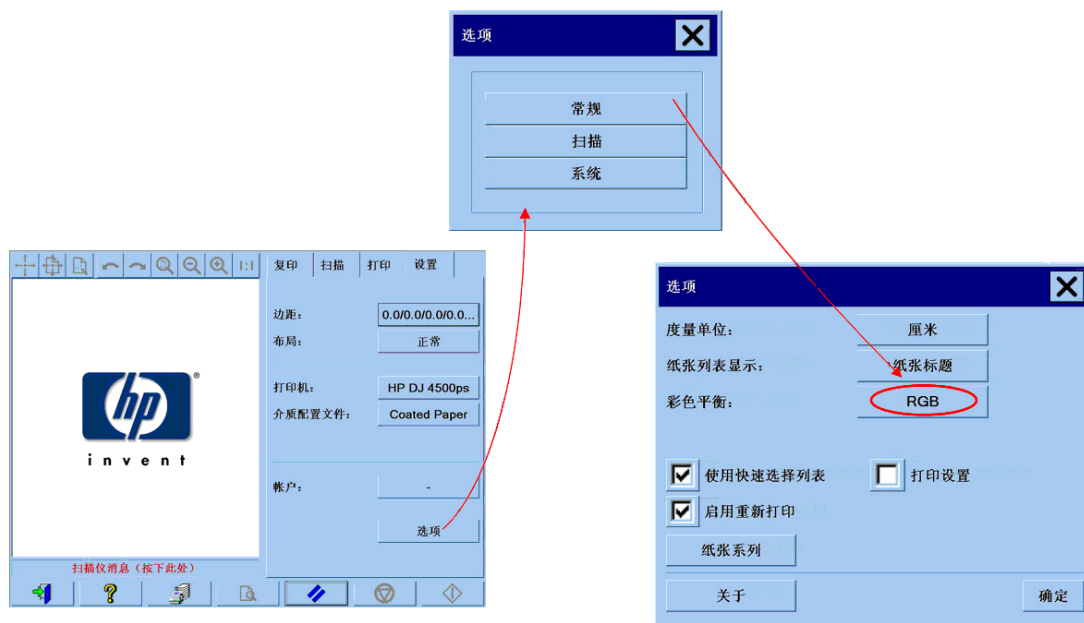 选项
常规
扫描
系统
1:1 复印 扫描 打印 设置
边距： 0.0/0.0/0.0/0.0...
布局： 正常
打印机： HP DJ 4500ps
介质配置文件： Coated Paper
帐户： -
选项
hp ®
invent
扫描仪消息（按下此处）
选项
度量单位： 厘米
纸张列表显示： 纸张标题
彩色平衡： RGB
使用快速选择列表 打印设置
启用重新打印
纸张系列
关于 确定